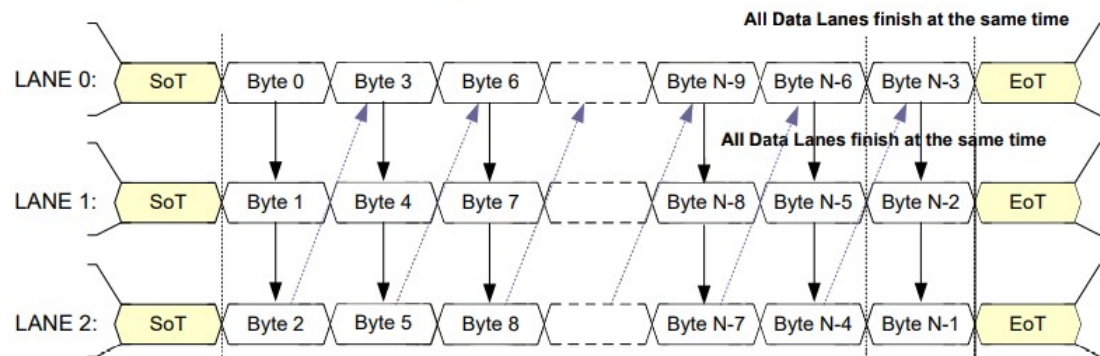 All Data Lanes finish at the same time
LANE 0: SoT Byte 0 Byte 3 Byte 6 Byte N-9 Byte N-6 Byte N-3 EoT
All Data Lanes finish at the same time
LANE 1: SoT Byte 1 Byte 4 Byte 7 Byte N-8 Byte N-5 Byte N-2 EoT
LANE 2: SoT Byte 2 Byte 5 Byte 8 Byte N-7 Byte N-4 Byte N-1 EoT